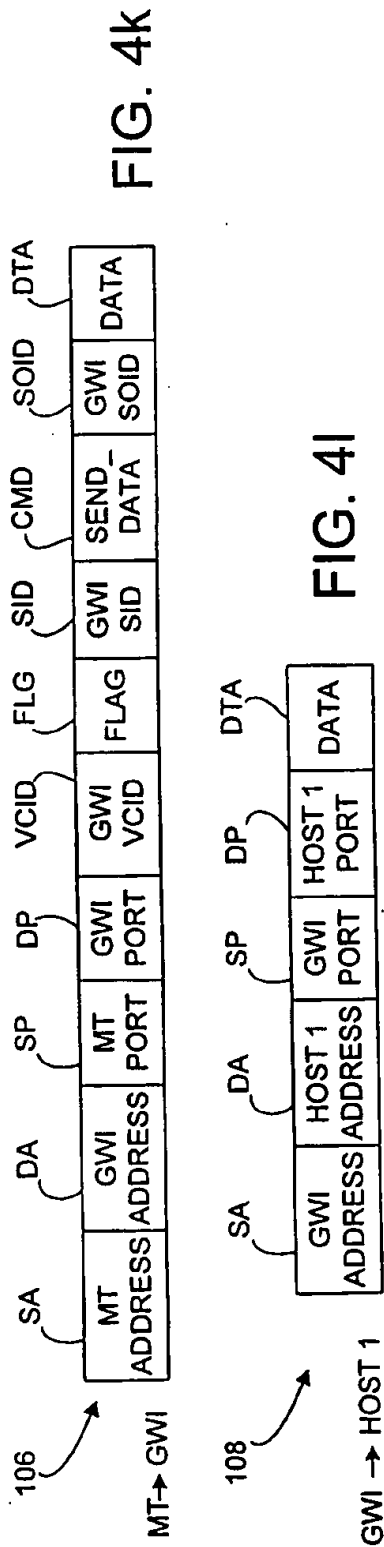 106
MT→ GWI
SA DA SP DP VCID FLG SID CMD SOID DTA
MT ADDRESS
GWI ADDRESS
MT PORT
GWI PORT
GWI VCID
FLAG
GWI SID
SEND_ DATA
GWI SOID
DATA
FIG. 4k
108
GWI → HOST 1
SA DA SP DP DTA
GWI ADDRESS
HOST 1 ADDRESS
GWI PORT
HOST 1 PORT
DATA
FIG. 4l